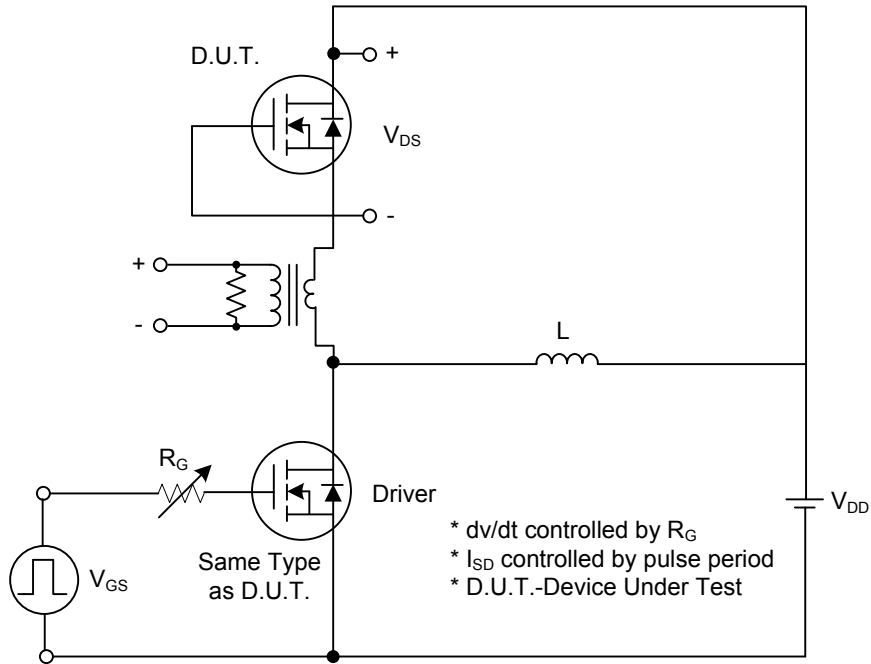 D.U.T.
+
V_DS
-
+
-
L
R_G
Driver
V_DD
V_GS
Same Type
as D.U.T.
* dv/dt controlled by R_G
* I_SD controlled by pulse period
* D.U.T.-Device Under Test